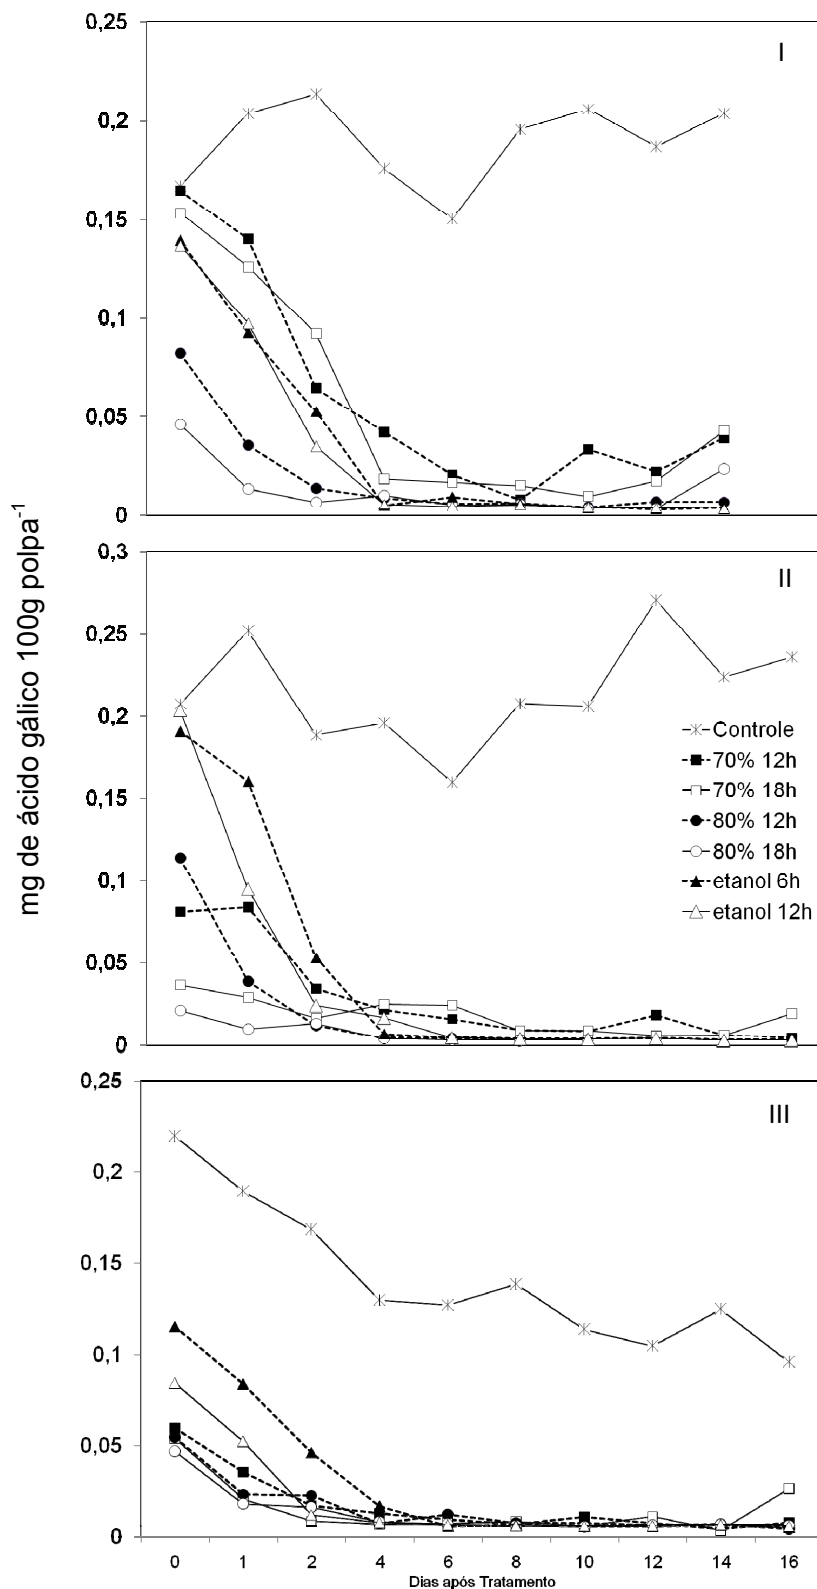 mg de ácido gálico 100g polpa-1
0,25
I
0,2
0,15
0,1
0,05
0
0,3
II
0,25
0,2
0,15
0,1
0,05
0
Controle
70% 12h
70% 18h
80% 12h
80% 18h
etanol 6h
etanol 12h
0,25
III
0,2
0,15
0,1
0,05
0
0 1 2 4 6 8 10 12 14 16
Dias após Tratamento